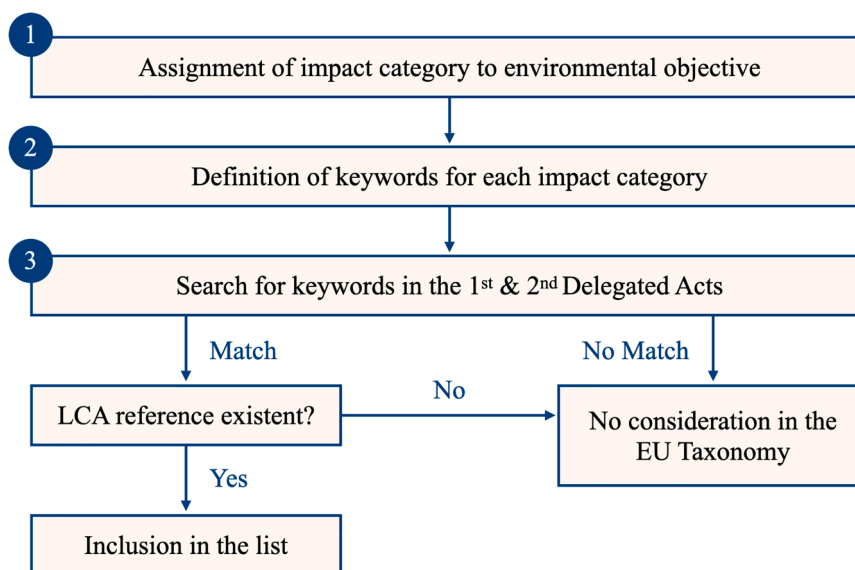 1
Assignment of impact category to environmental objective
2
Definition of keywords for each impact category
3
Search for keywords in the 1st & 2nd Delegated Acts
Match
No Match
LCA reference existent?
No
No consideration in the
EU Taxonomy
Yes
Inclusion in the list